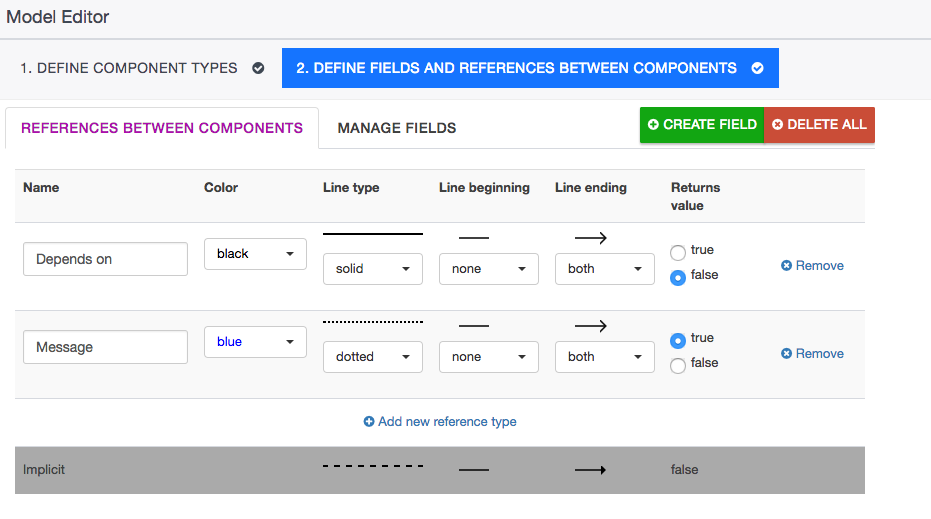 Model Editor
1. DEFINE COMPONENT TYPES
2. DEFINE FIELDS AND REFERENCES BETWEEN COMPONENTS
REFERENCES BETWEEN COMPONENTS
MANAGE FIELDS
CREATE FIELD
DELETE ALL
Name
Color
Line type
Line beginning
Line ending
Returns
value
Depends on
black
solid
none
both
true
false
Remove
Message
blue
dotted
none
both
true
false
Remove
Add new reference type
Implicit
false